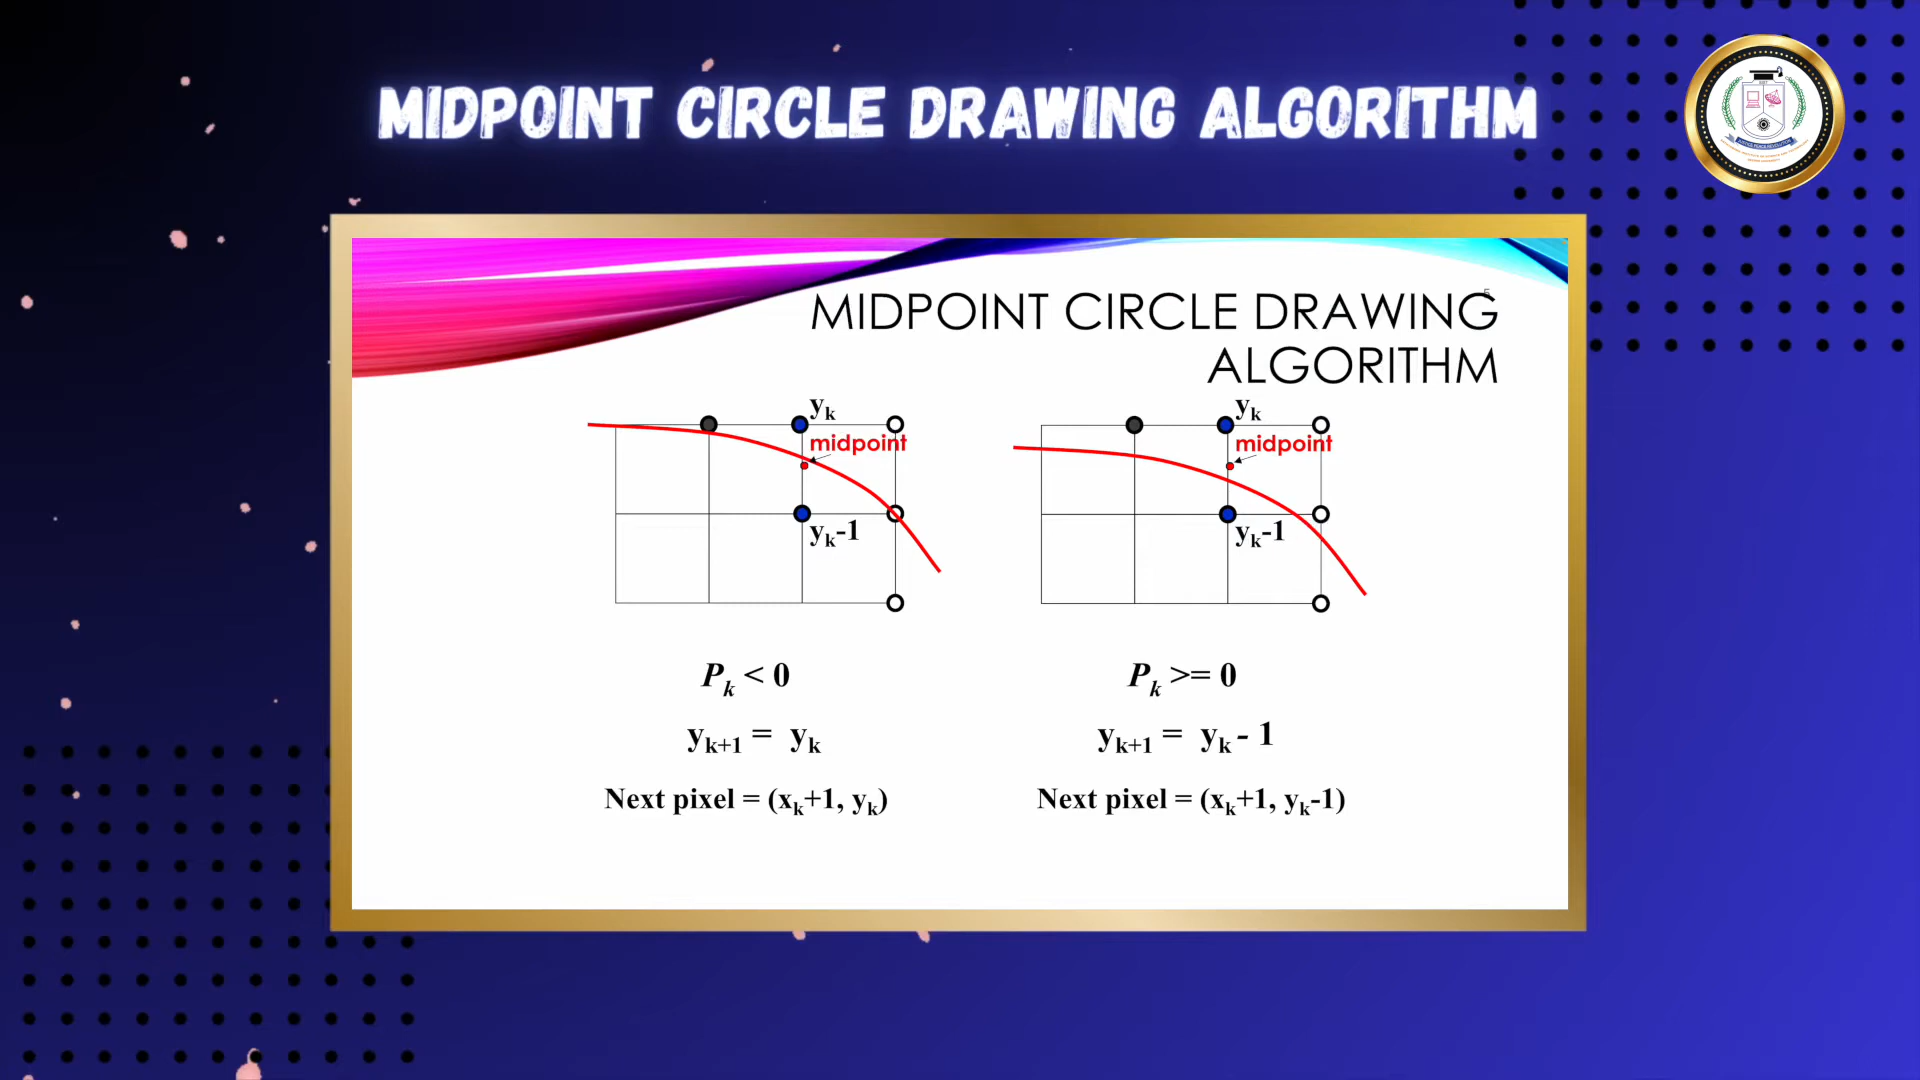 MIDPOINT CIRCLE DRAWING ALGORITHM
5
MIDPOINT CIRCLE DRAWING
ALGORITHM
yk
midpoint
yk-1
Pk < 0
yk+1 = yk
Next pixel = (xk+1, yk)
yk
midpoint
yk-1
Pk >= 0
yk+1 = yk - 1
Next pixel = (xk+1, yk-1)